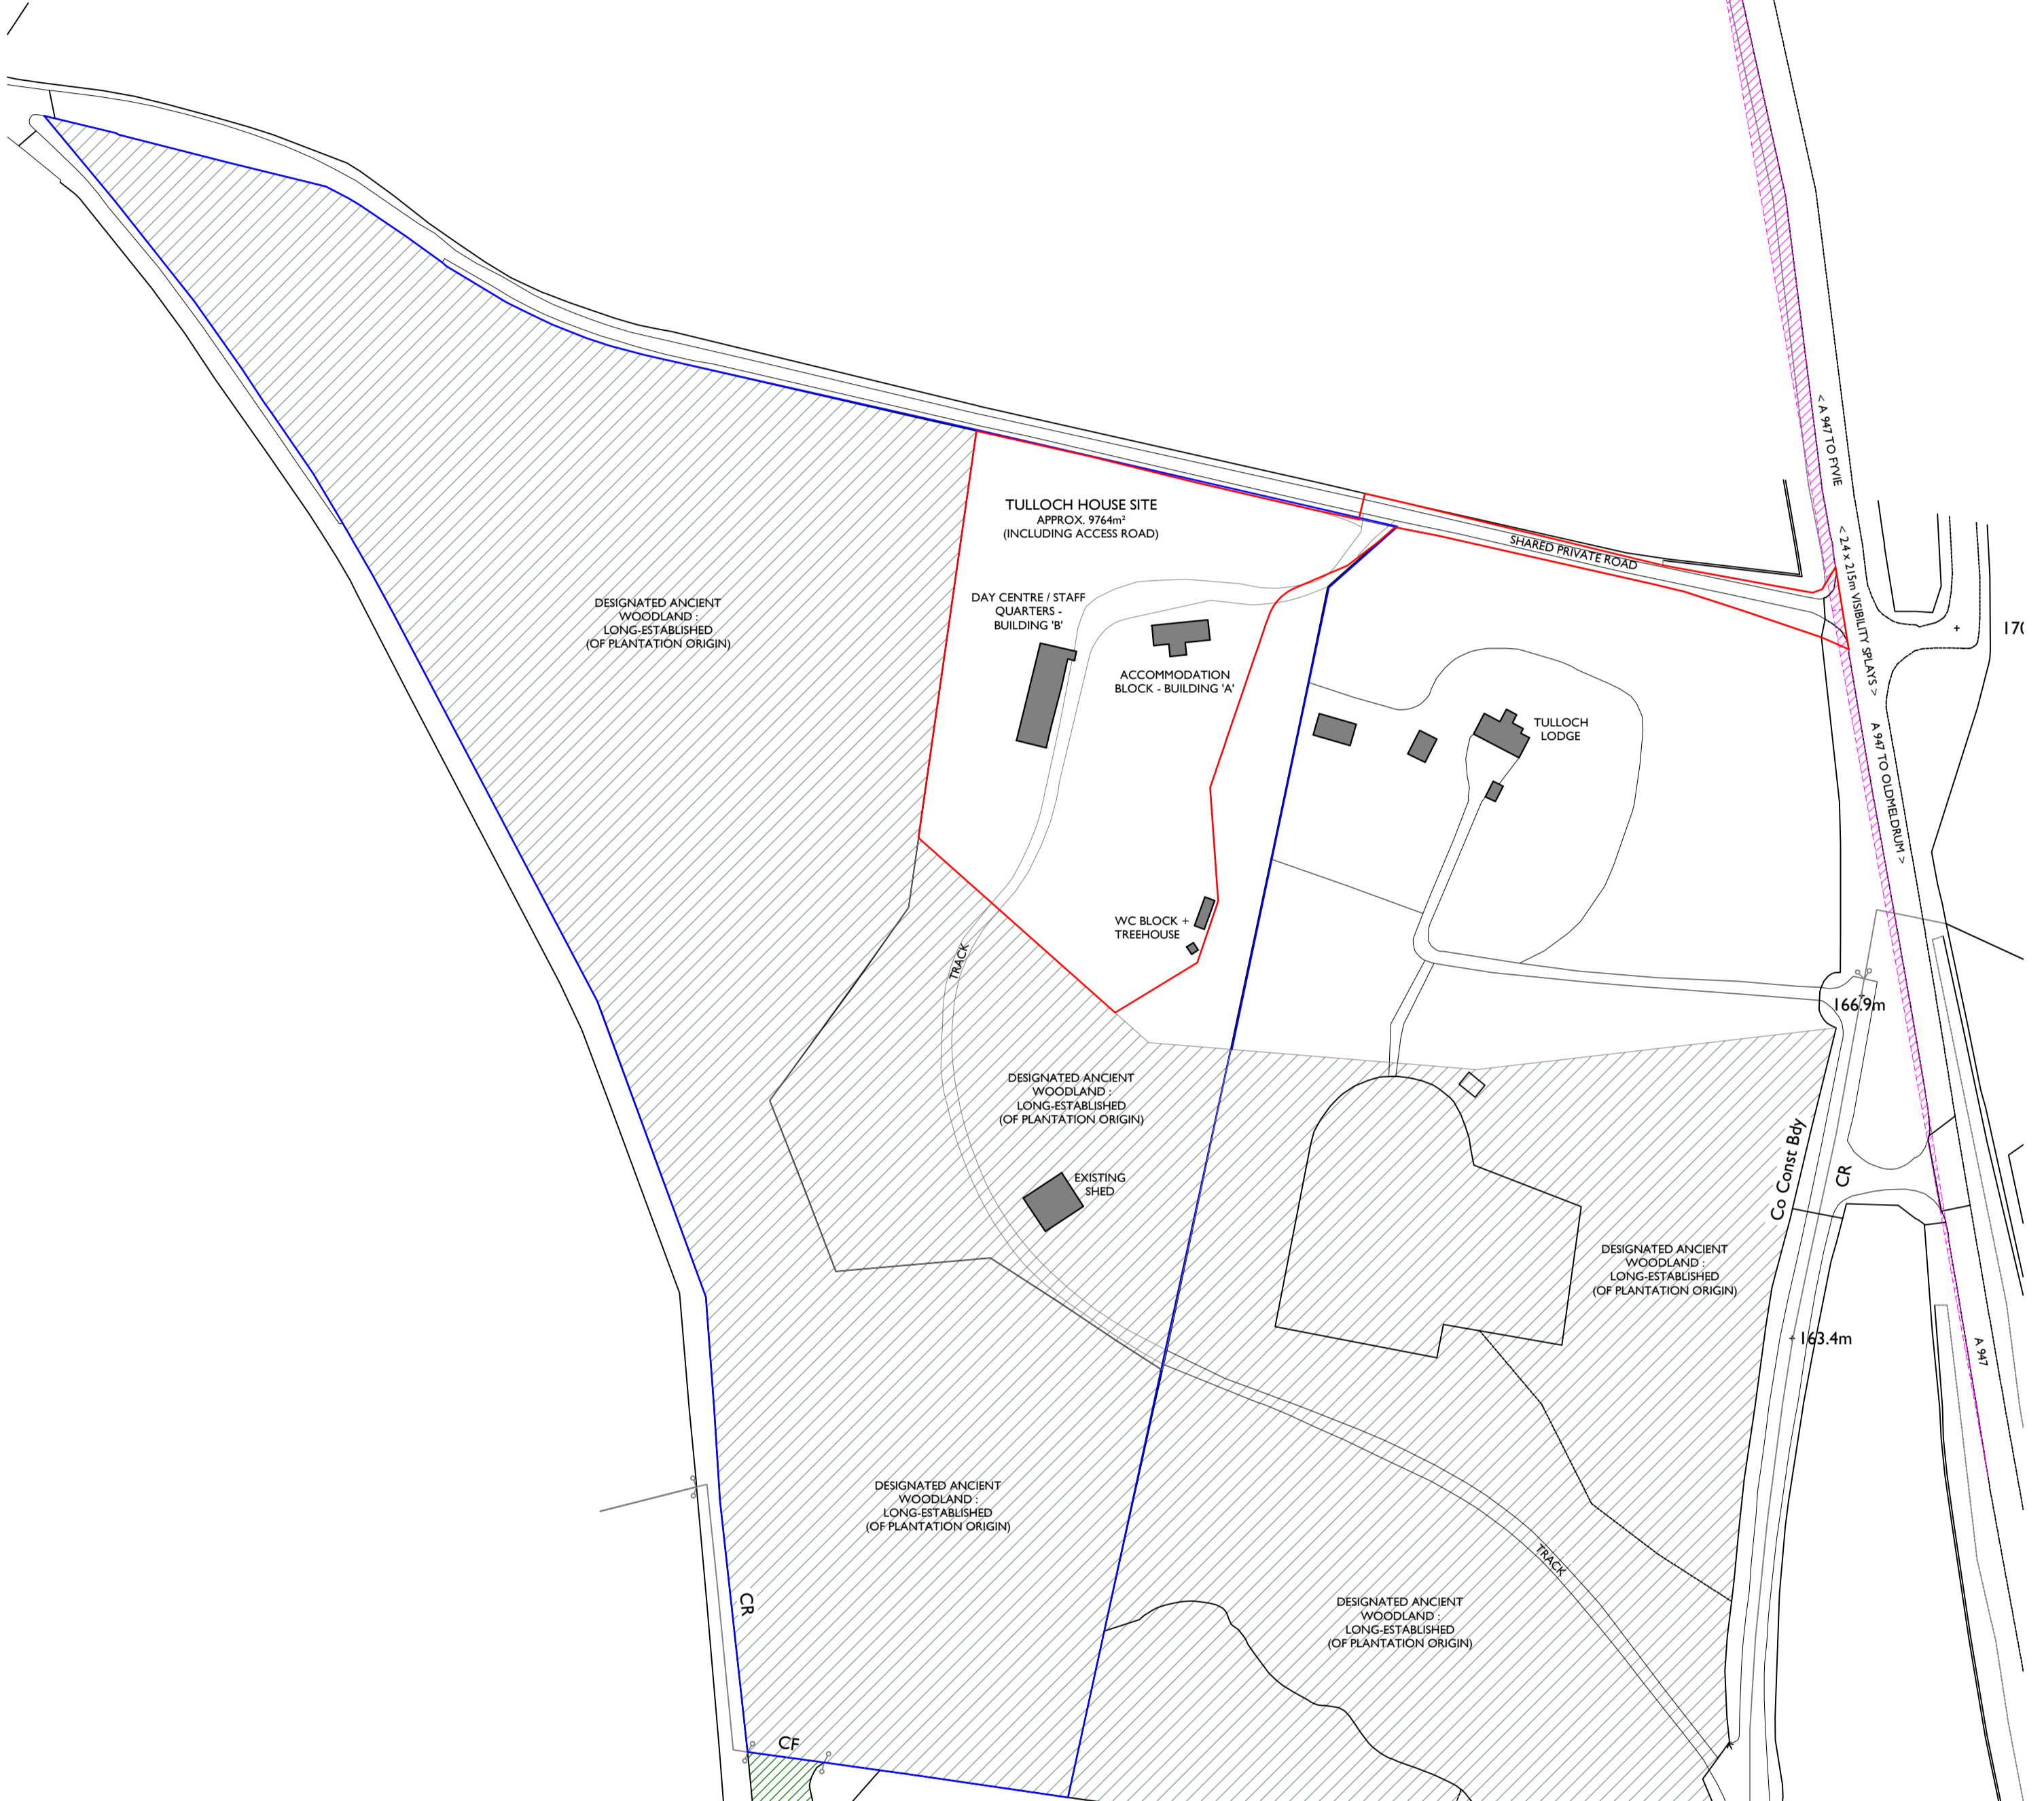 < A 947 TO FYVIE
TULLOCH HOUSE SITE
APPROX. 9764m²
(INCLUDING ACCESS ROAD)
SHARED PRIVATE ROAD
< 2.4 x 215m VISIBILITY SPLAYS >
DAY CENTRE / STAFF
QUARTERS -
BUILDING 'B'
DESIGNATED ANCIENT
WOODLAND :
LONG-ESTABLISHED
(OF PLANTATION ORIGIN)
ACCOMMODATION
BLOCK - BUILDING 'A'
TULLOCH
LODGE
A 947 TO OLDMELDRUM >
WC BLOCK +
TREEHOUSE
TRACK
166.9m
DESIGNATED ANCIENT
WOODLAND :
LONG-ESTABLISHED
(OF PLANTATION ORIGIN)
Co Const Bdy
CR
EXISTING
SHED
DESIGNATED ANCIENT
WOODLAND :
LONG-ESTABLISHED
(OF PLANTATION ORIGIN)
163.4m
A 947
DESIGNATED ANCIENT
WOODLAND :
LONG-ESTABLISHED
(OF PLANTATION ORIGIN)
TRACK
CR
DESIGNATED ANCIENT
WOODLAND :
LONG-ESTABLISHED
(OF PLANTATION ORIGIN)
CF